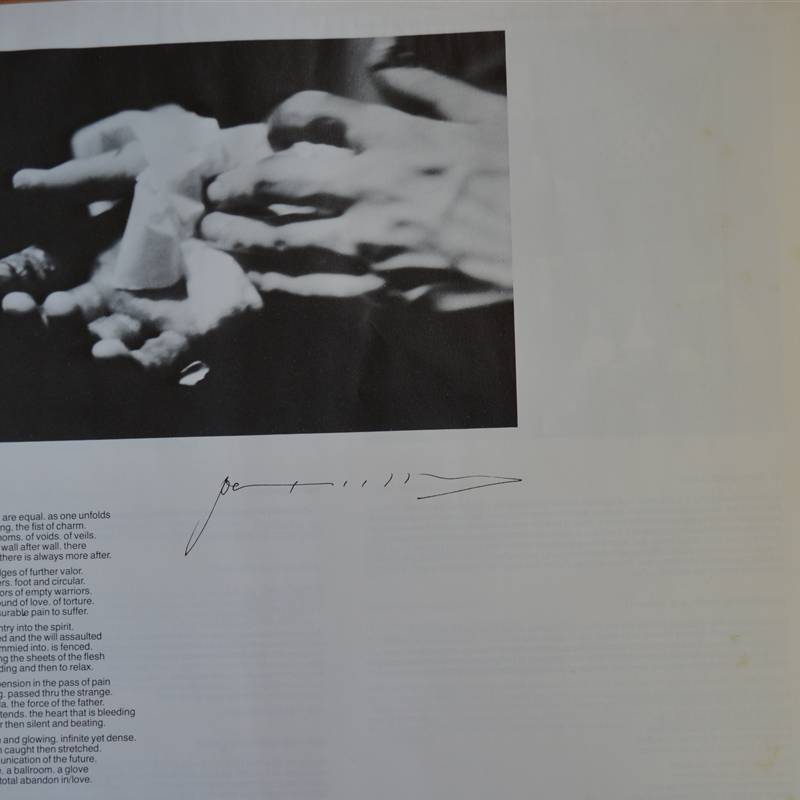 are equal. as one unfolds
ng. the fist of charm.
oms. of voids. of veils.
wall after wall. there
there is always more after.
lges of further valor.
ers. foot and circular.
ors of empty warriors.
und of love. of torture.
surable pain to suffer.
ntry into the spirit.
ed and the will assaulted
mmied into. is fenced.
ng the sheets of the flesh
ding and then to relax.
pension in the pass of pain
g. passed thru the strange.
la. the force of the father.
tends. the heart that is bleeding
r then silent and beating.
and glowing. infinite yet dense.
n caught then stretched.
unication of the future.
. a ballroom. a glove
total abandon in/love.